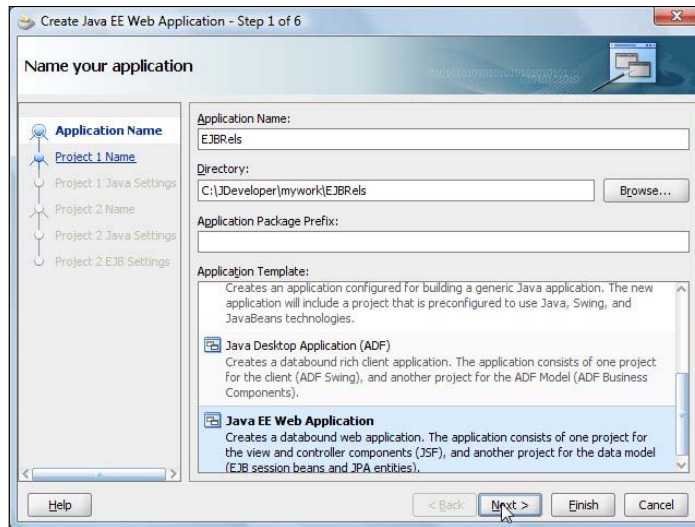 Create Java EE Web Application - Step 1 of 6
Name your application
Application Name
Project 1 Name
Project 1 Java Settings
Project 2 Name
Project 2 Java Settings
Project 2 EJB Settings
Application Name:
EJBRels
Directory:
C:\JDeveloper\mywork\EJBRels
Browse...
Application Package Prefix:
Application Template:
Creates an application configured for building a generic Java application. The new
application will include a project that is preconfigured to use Java, Swing, and
JavaBeans technologies.
Java Desktop Application (ADF)
Creates a databound rich client application. The application consists of one project
for the client (ADF Swing), and another project for the ADF Model (ADF Business
Components).
Java EE Web Application
Creates a databound web application. The application consists of one project for
the view and controller components (JSF), and another project for the data model
(EJB session beans and JPA entities).
Help
< Back
Next >
Finish
Cancel